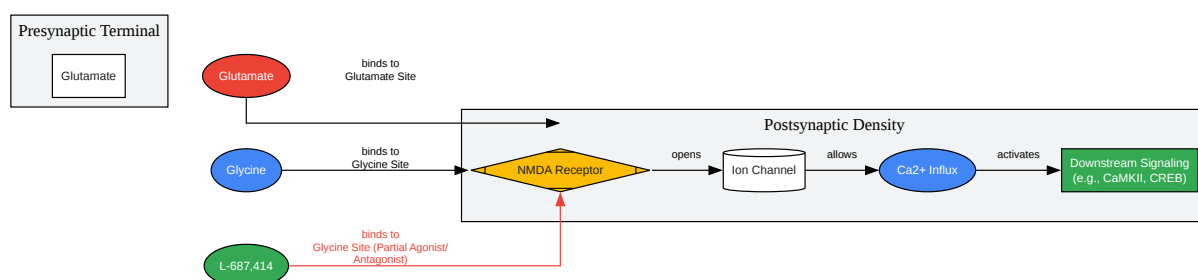 Presynaptic Terminal
Glutamate
Glutamate
binds to
Glutamate Site
Postsynaptic Density
Glycine
binds to
Glycine Site
NMDA Receptor
opens
Ion Channel
allows
Ca2+ Influx
activates
Downstream Signaling
(e.g., CaMKII, CREB)
binds to
Glycine Site (Partial Agonist/
Antagonist)
L-687,414